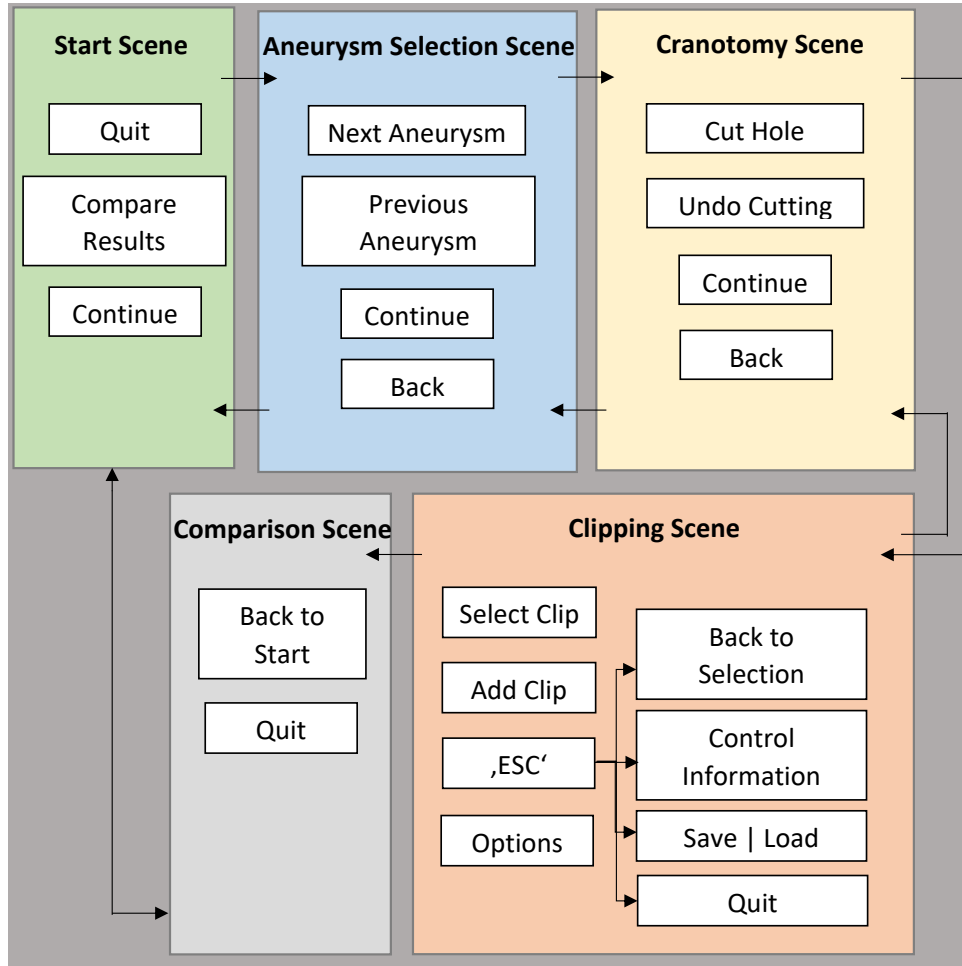 Start Scene
Quit
Compare
Results
Continue
Aneurysm Selection Scene
Next Aneurysm
Previous
Aneurysm
Continue
Back
Cranotomy Scene
Cut Hole
Undo Cutting
Continue
Back
Comparison Scene
Back to
Start
Quit
Clipping Scene
Select Clip
Add Clip
‚ESC‘
Options
Back to
Selection
Control
Information
Save | Load
Quit